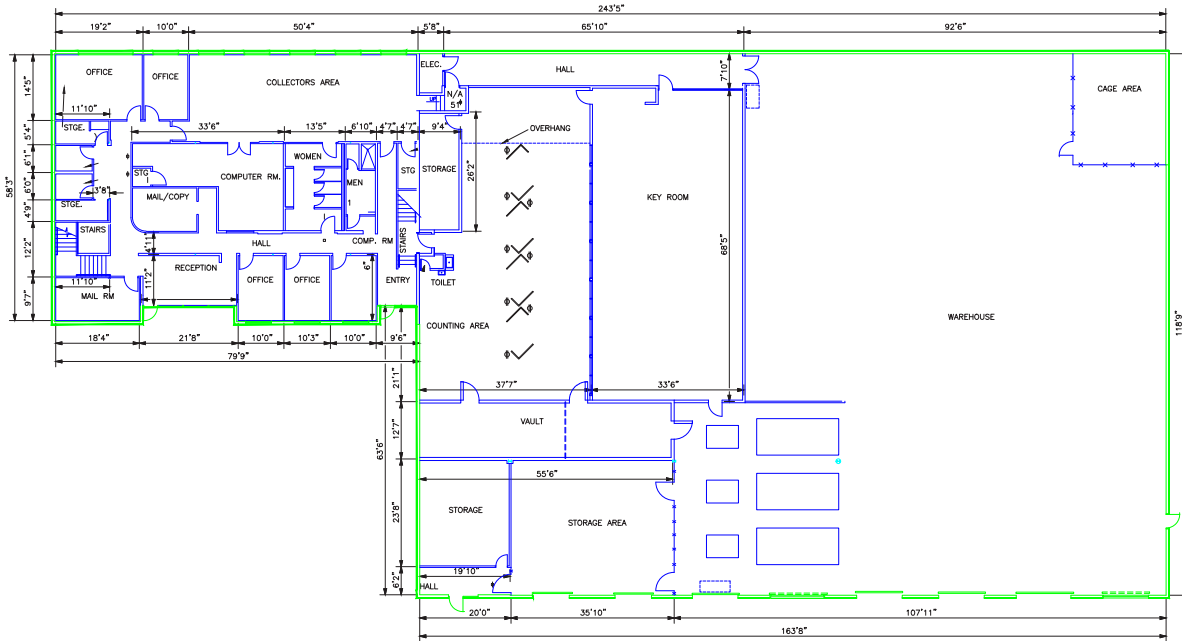 243'5"
19'2" 10'0" 50'4" 5'8" 65'10" 92'6"
OFFICE OFFICE COLLECTORS AREA ELEC. HALL 7'10" CAGE AREA
58'3" 14'5" 11'10" N/A
51
STGE. 5'4" 33'6" 13'5" 6'10" 4'7" 4'7" 9'4" OVERHANG
6'1" STG WOMEN STG STORAGE 26'2"
COMPUTER RM. MEN
1
6'0" 3'8" MAIL/COPY KEY ROOM
STGE. 4'9"
STAIRS 12'2" 4'1" HALL COMP. RM STAIRS 68'5"
RECEPTION 6"
11'10" 11'2" OFFICE OFFICE ENTRY TOILET
MAIL RM 9'7"
COUNTING AREA WAREHOUSE 118'9"
18'4" 21'8" 10'0" 10'3" 10'0" 9'6"
79'9" 21'1" 37'7" 33'6"
VAULT 12'7"
63'6" 55'6"
STORAGE STORAGE AREA 23'8"
19'10"
HALL 6'2"
20'0" 35'10" 107'11"
163'8"